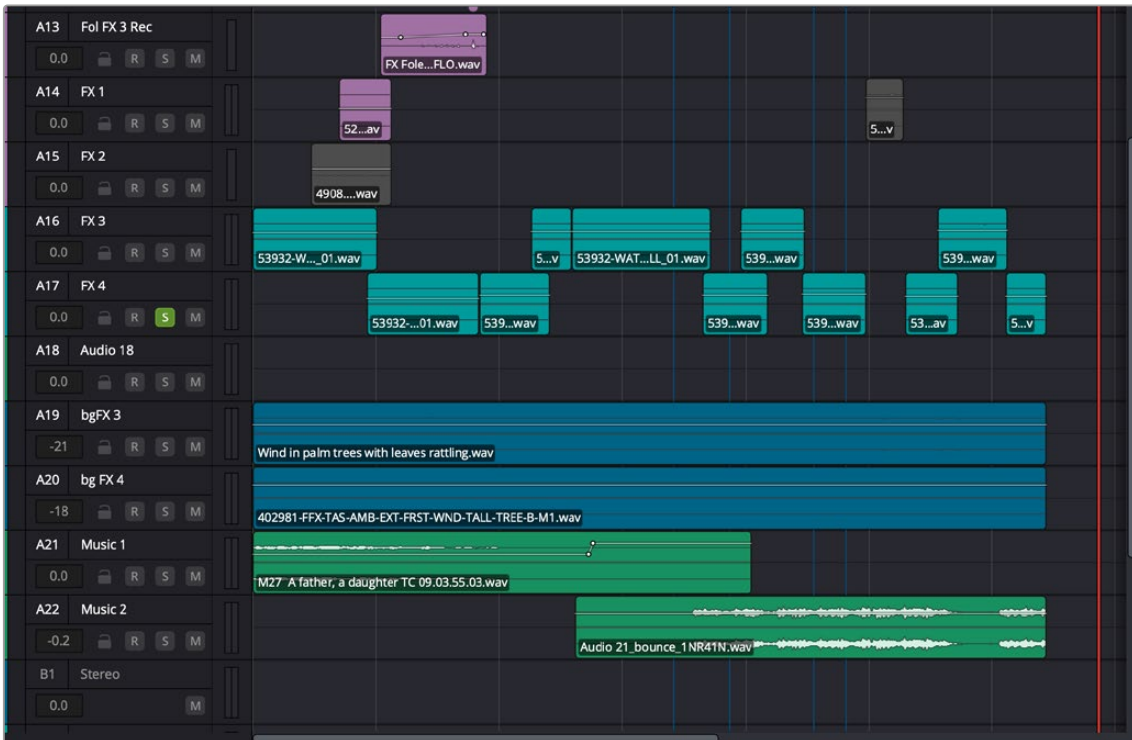 A13 Fol FX 3 Rec
0.0 R S M
FX Fole...FLO.wav
A14 FX 1
0.0 R S M
52...av 5...v
A15 FX 2
0.0 R S M
4908....wav
A16 FX 3
0.0 R S M
53932-W..._01.wav 5...v 53932-WAT...LL_01.wav 539...wav 539...wav
A17 FX 4
0.0 R S M
53932-...01.wav 539...wav 539...wav 539...wav 53...av 5...v
A18 Audio 18
0.0 R S M
A19 bgFX 3
-21 R S M
Wind in palm trees with leaves rattling.wav
A20 bg FX 4
-18 R S M
402981-FFX-TAS-AMB-EXT-FRST-WND-TALL-TREE-B-M1.wav
A21 Music 1
0.0 R S M
M27 A father, a daughter TC 09.03.55.03.wav
A22 Music 2
-0.2 R S M
Audio 21_bounce_1NR41N.wav
B1 Stereo
0.0 M